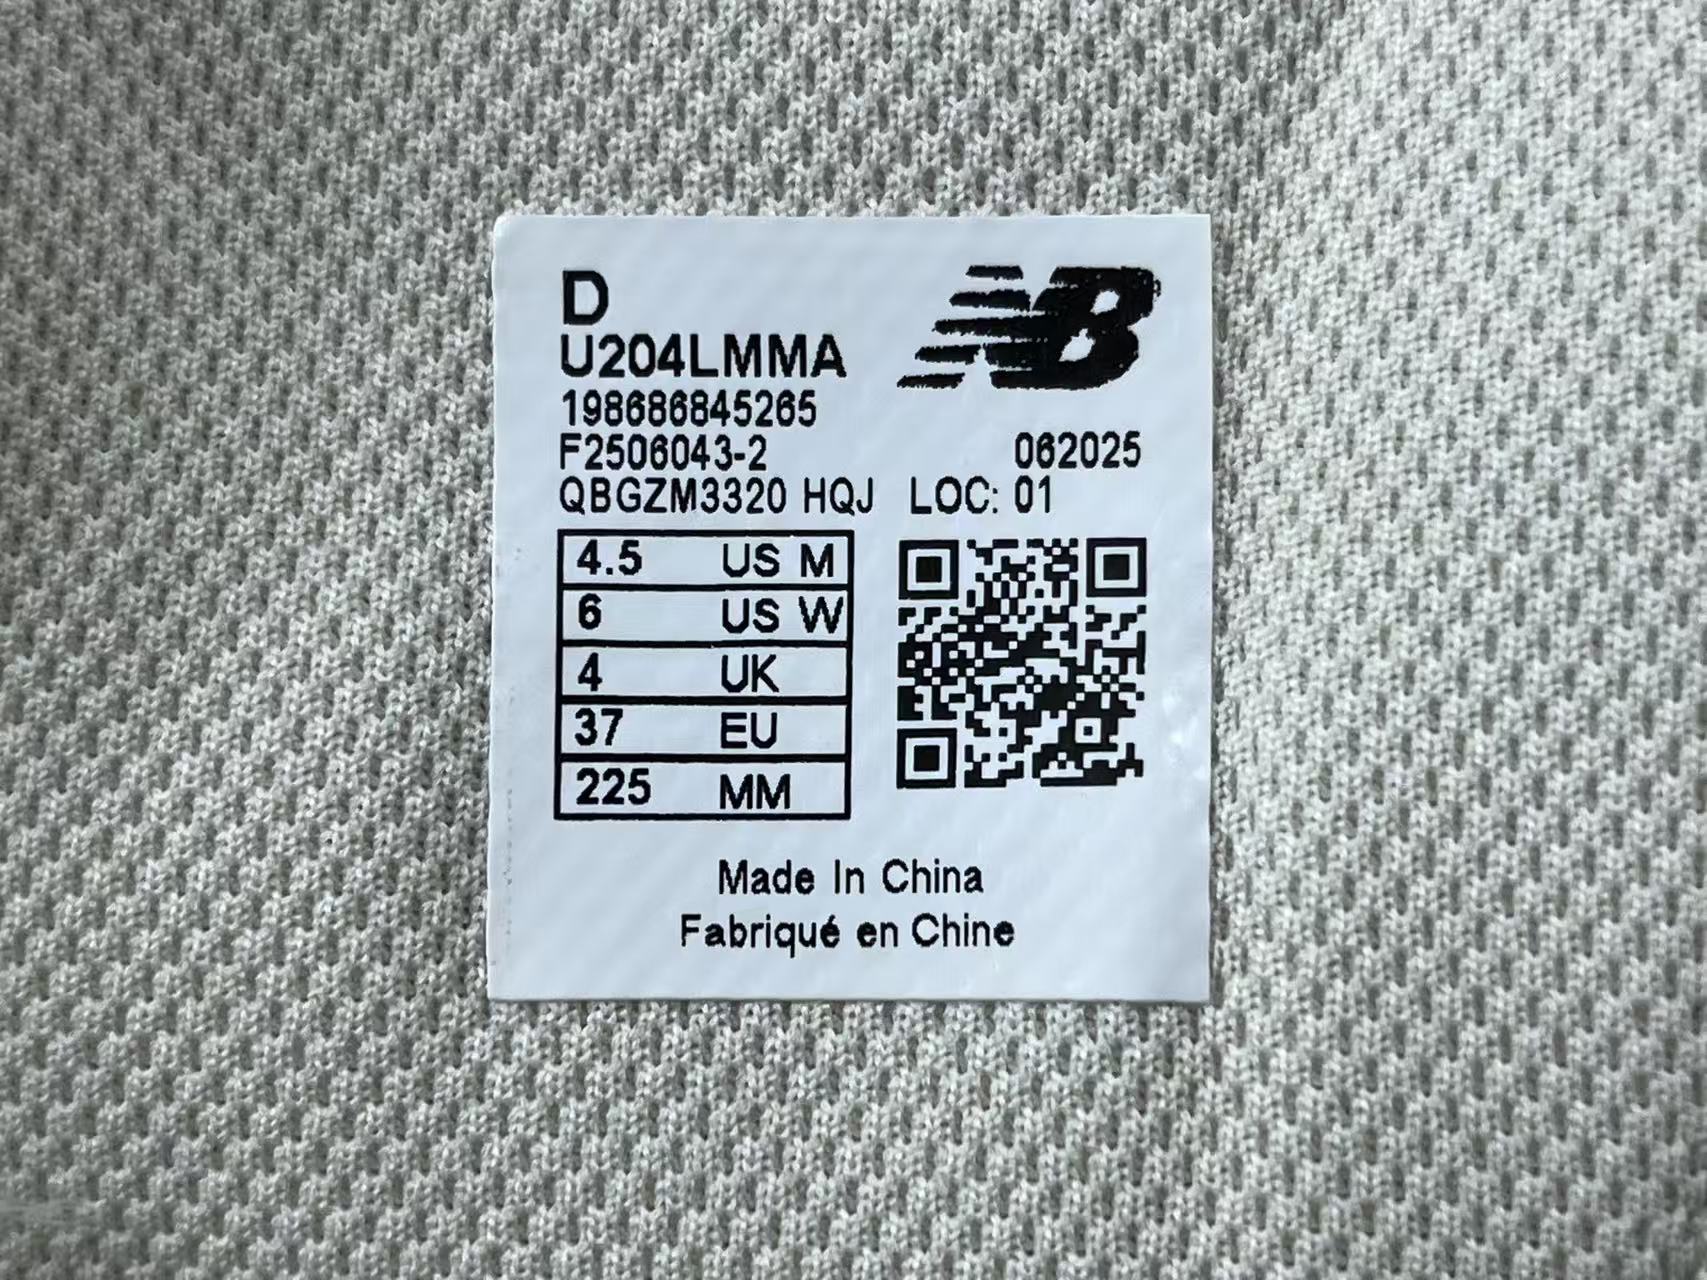 D
NB
U204LMMA
198686845265
F2506043-2 062025
QBGZM3320 HQJ LOC: 01
4.5 US M
6 US W
4 UK
37 EU
225 MM
Made In China
Fabriqué en Chine